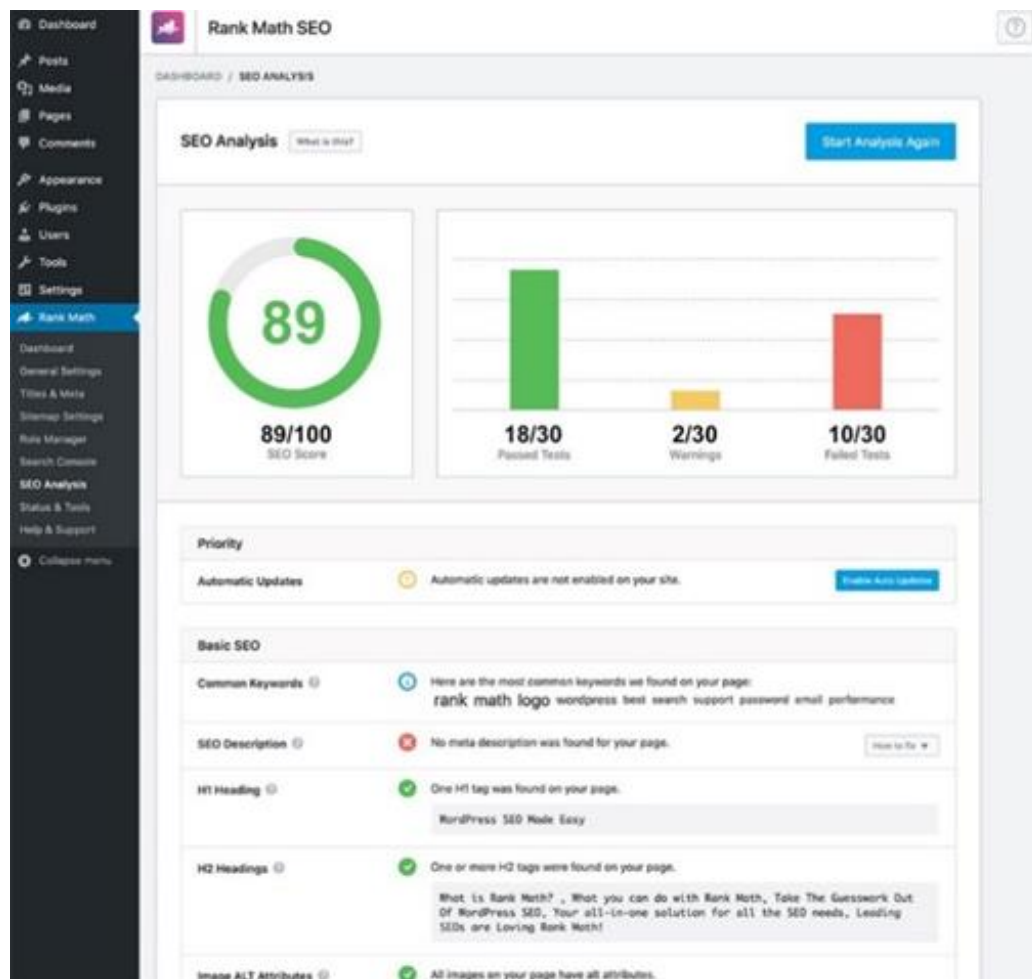 Dashboard
Posts
Media
Pages
Comments
Appearance
Plugins
Users
Tools
Settings
Rank Math
Dashboard
General Settings
Titles & Meta
Sitemap Settings
Role Manager
Search Console
SEO Analysis
Status & Tools
Help & Support
Collapse menu
Rank Math SEO
DASHBOARD / SEO ANALYSIS
SEO Analysis What is this? Start Analysis Again
89
89/100
SEO Score
18/30
Passed Tests
2/30
Warnings
10/30
Failed Tests
Priority
Automatic Updates Automatic updates are not enabled on your site. Enable Auto Updates
Basic SEO
Common Keywords Here are the most common keywords we found on your page:
rank math logo wordpress best search support password email performance
SEO Description No meta description was found for your page. How to fix
H1 Heading One H1 tag was found on your page.
WordPress SEO Made Easy
H2 Headings One or more H2 tags were found on your page.
What is Rank Math? , What you can do with Rank Math, Take The Guesswork Out
Of WordPress SEO, Your all-in-one solution for all the SEO needs, Leading
SEOs are Loving Rank Math!
Image ALT Attributes All images on your page have alt attributes.